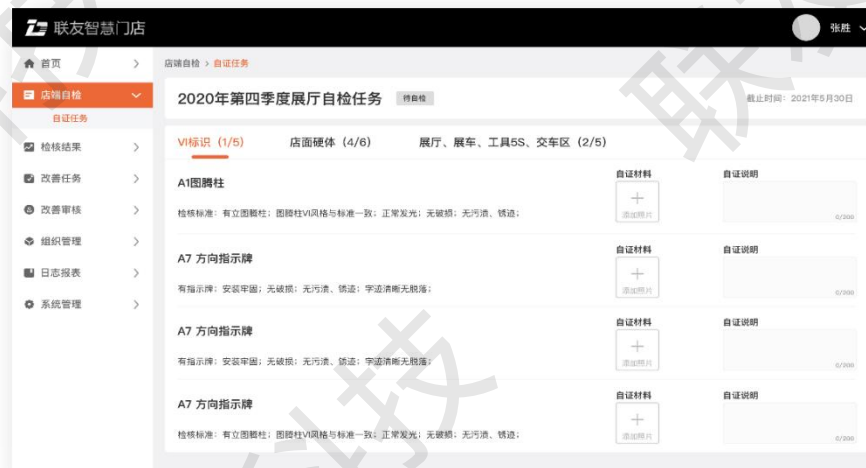 联友智慧门店
张胜
首页
店端自检
自证任务
检核结果
改善任务
改善审核
组织管理
日志报表
系统管理
店端自检 > 自证任务
2020年第四季度展厅自检任务 待自检
截止时间：2021年5月30日
VI标识（1/5） 店面硬体（4/6） 展厅、展车、工具5S、交车区（2/5）
A1图腾柱
检核标准：有立图腾柱；图腾柱VI风格与标准一致；正常发光；无破损；无污渍、锈迹；
自证材料
添加照片
自证说明
0/200
A7 方向指示牌
有指示牌；安装牢固；无破损；无污渍、锈迹；字迹清晰无脱落；
自证材料
添加照片
自证说明
0/200
A7 方向指示牌
有指示牌；安装牢固；无破损；无污渍、锈迹；字迹清晰无脱落；
自证材料
添加照片
自证说明
0/200
A7 方向指示牌
检核标准：有立图腾柱；图腾柱VI风格与标准一致；正常发光；无破损；无污渍、锈迹；
自证材料
添加照片
自证说明
0/200
科技